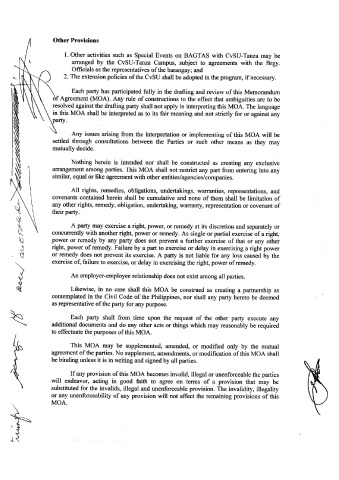 Other Provisions
1. Other activities such as Special Events on BAGTAS with CvSU-Tanza may be
arranged by the CvSU-Tanza Campus, subject to agreements with the Brgy.
Officials as the representatives of the barangay; and
2. The extension policies of the CvSU shall be adopted in the program, if necessary.
Each party has participated fully in the drafting and review of this Memorandum
of Agreement (MOA). Any rule of constructions to the effect that ambiguities are to be
resolved against the drafting party shall not apply in interpreting this MOA. The language
in this MOA shall be interpreted as to its fair meaning and not strictly for or against any
party.
Any issues arising from the interpretation or implementing of this MOA will be
settled through consultations between the Parties or such other means as they may
mutually decide.
Nothing herein is intended nor shall be constructed as creating any exclusive
arrangement among parties. This MOA shall not restrict any part from entering into any
similar, equal or like agreement with other entities/agencies/companies.
All rights, remedies, obligations, undertakings, warranties, representations, and
covenants contained herein shall be cumulative and none of them shall be limitation of
any other rights, remedy, obligation, undertaking, warranty, representation or covenant of
their party.
A party may exercise a right, power or remedy at its discretion and separately or
concurrently with another right, power or remedy. As single or partial exercise of a right,
power or remedy by any party does not prevent a further exercise of that or any other
right, power of remedy. Failure by a part to exercise or delay in exercising a right power
or remedy does not prevent its exercise. A party is not liable for any loss caused by the
exercise of, failure to exercise, or delay in exercising the right, power of remedy.
An employer-employee relationship does not exist among all parties.
Likewise, in no case shall this MOA be construed as creating a partnership as
contemplated in the Civil Code of the Philippines, nor shall any party hereto be deemed
as representative of the party for any purpose.
Each party shall from time upon the request of the other party execute any
additional documents and do any other acts or things which may reasonably be required
to effectuate the purposes of this MOA.
This MOA may be supplemented, amended, or modified only by the mutual
agreement of the parties. No supplement, amendments, or modification of this MOA shall
be binding unless it is in writing and signed by all parties.
If any provision of this MOA becomes invalid, illegal or unenforceable the parties
will endeavor, acting in good faith to agree on terms of a provision that may be
substituted for the invalids, illegal and unenforceable provision. The invalidity, illegality
or any unenforceability of any provision will not affect the remaining provisions of this
MOA.